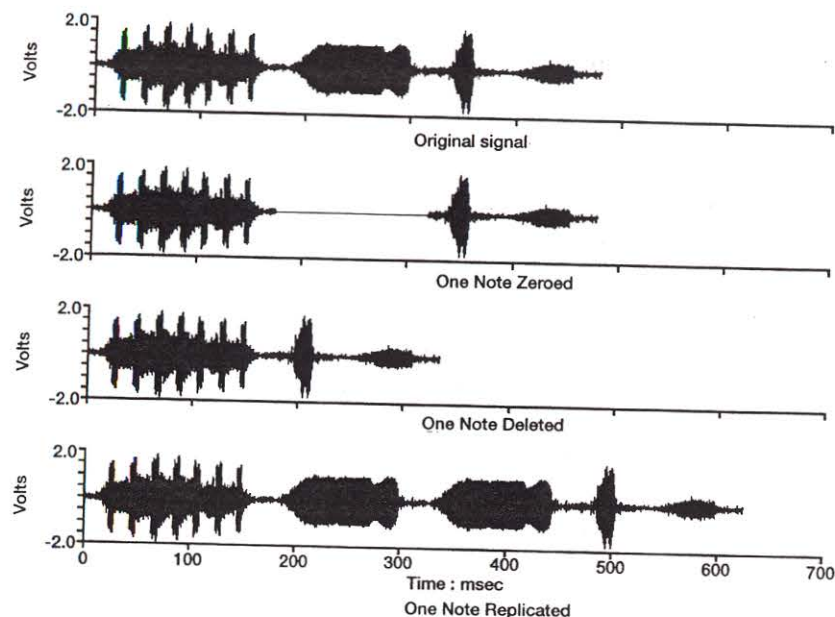 2.0
Volts
-2.0
Original signal
2.0
Volts
-2.0
One Note Zeroed
2.0
Volts
-2.0
One Note Deleted
2.0
Volts
-2.0
0 100 200 300 400 500 600 700
Time : msec
One Note Replicated